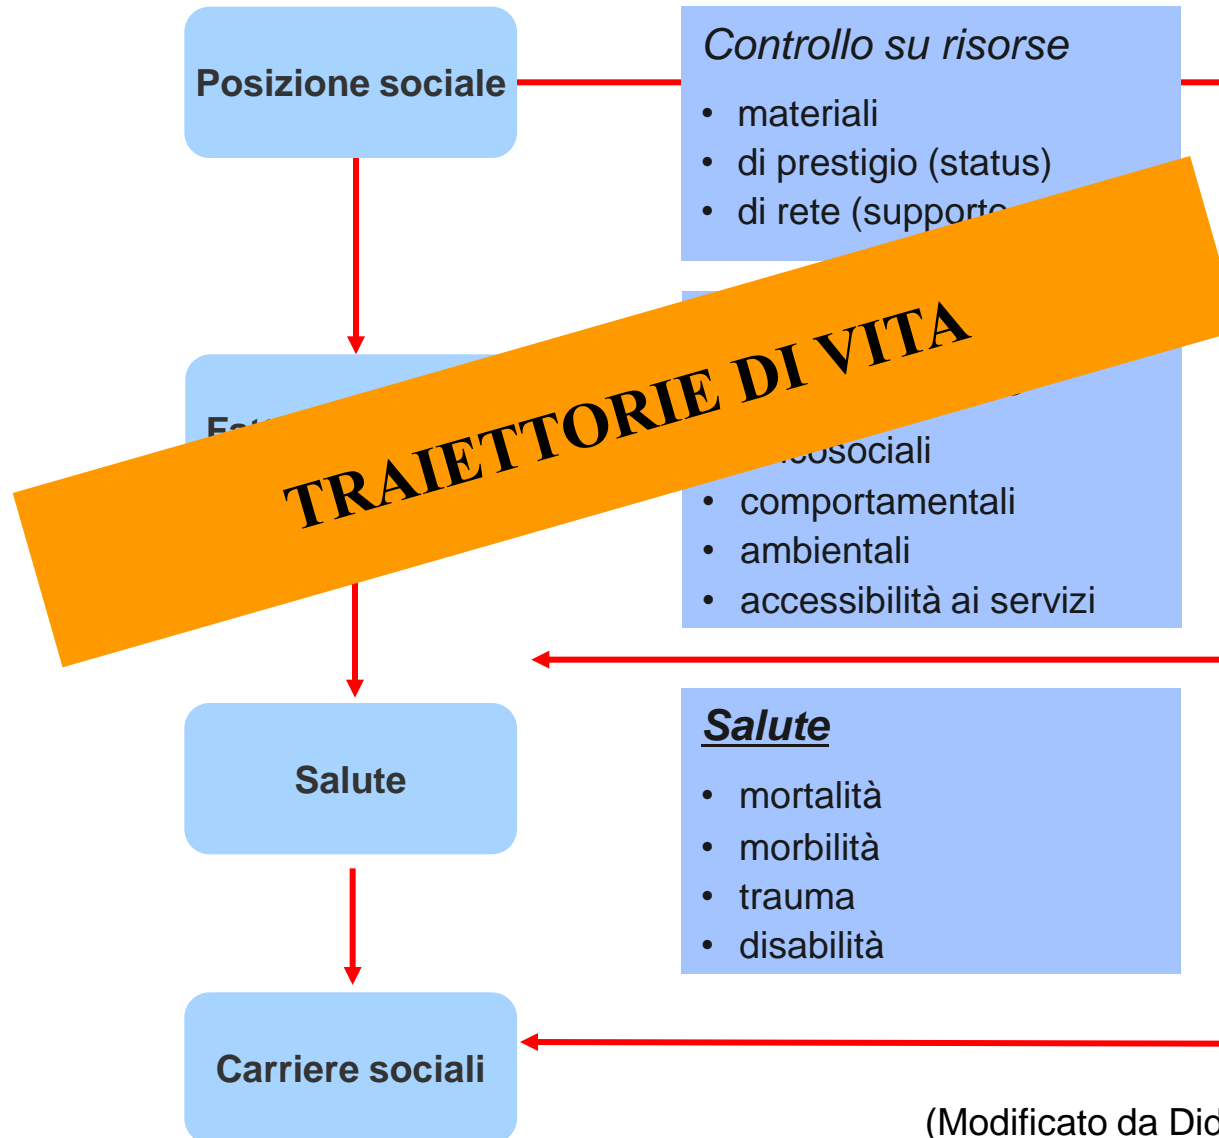 Posizione sociale
Controllo su risorse
• materiali
• di prestigio (status)
• di rete (supporto
TRAIETTORIE DI VITA
• comportamentali
• ambientali
• accessibilità ai servizi
Salute
Salute
• mortalità
• morbilità
• trauma
• disabilità
Carriere sociali
(Modificato da Did